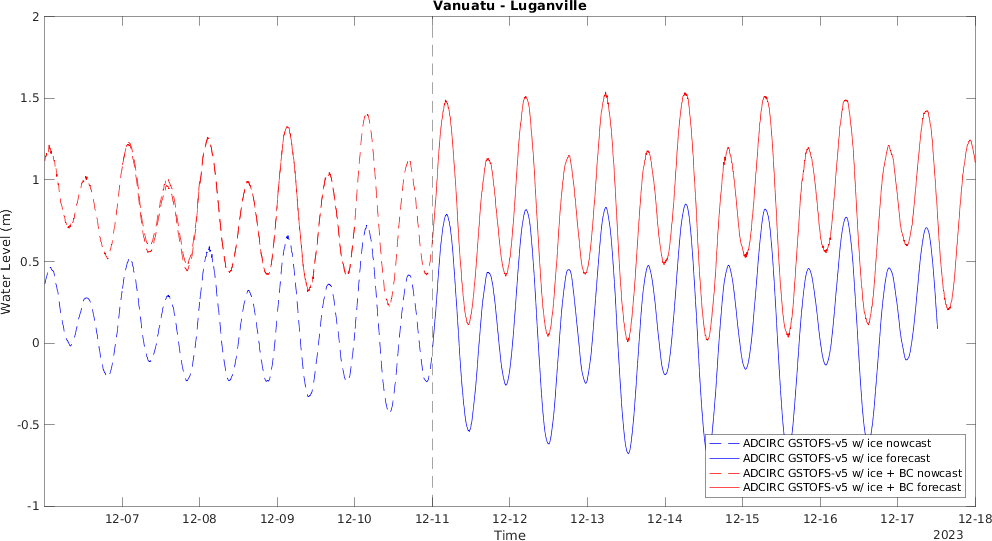 Vanuatu - Luganville
2
1.5
1
0.5
0
-0.5
-1
Water Level (m)
12-07 12-08 12-09 12-10 12-11 12-12 12-13 12-14 12-15 12-16 12-17 12-18
Time
2023
ADCIRC GSTOFS-v5 w/ ice nowcast
ADCIRC GSTOFS-v5 w/ ice forecast
ADCIRC GSTOFS-v5 w/ ice + BC nowcast
ADCIRC GSTOFS-v5 w/ ice + BC forecast